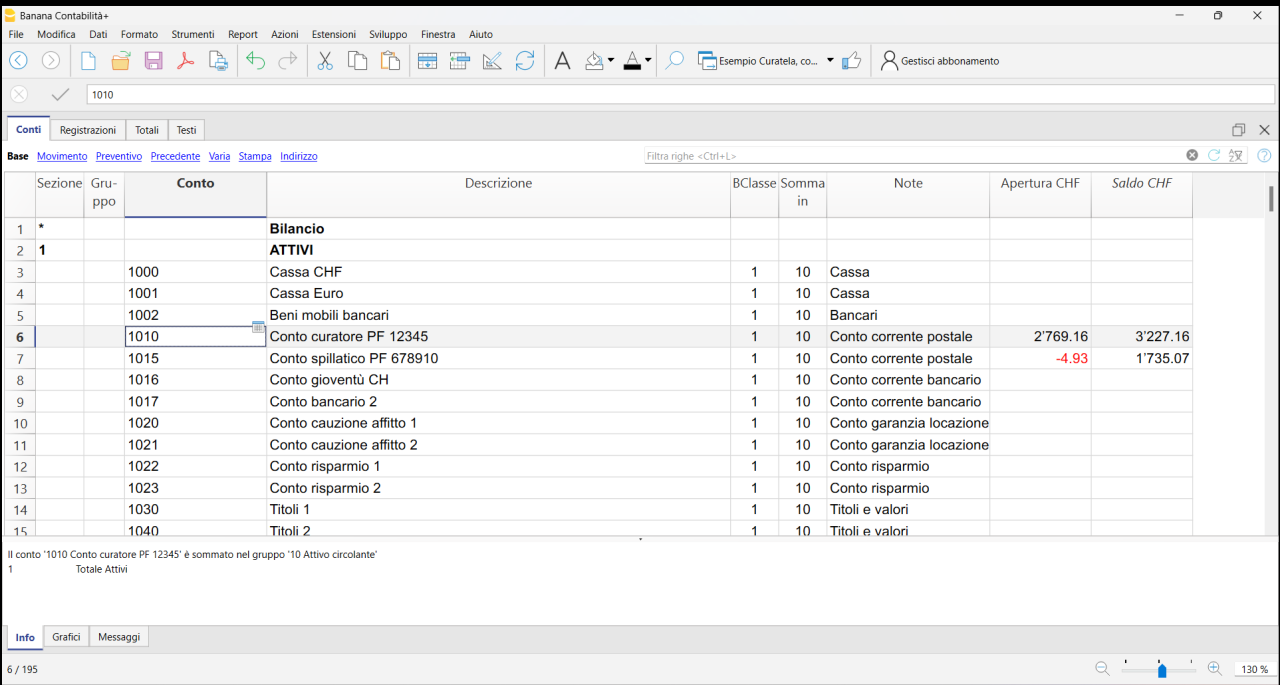 Banana Contabilità+
File Modifica Dati Formato Strumenti Report Azioni Estensioni Sviluppo Finestra Aiuto
Esempio Curatela, co... Gestisci abbonamento
1010
Conti Registrazioni Totali Testi
Base Movimento Preventivo Precedente Varia Stampa Indirizzo Filtra righe <Ctrl+L>
Sezione Gru-ppo Conto Descrizione BClasse Somma in Note Apertura CHF Saldo CHF
1 * Bilancio
2 1 ATTIVI
3 1000 Cassa CHF 1 10 Cassa
4 1001 Cassa Euro 1 10 Cassa
5 1002 Beni mobili bancari 1 10 Bancari
6 1010 Conto curatore PF 12345 1 10 Conto corrente postale 2'769.16 3'227.16
7 1015 Conto spillatico PF 678910 1 10 Conto corrente postale -4.93 1'735.07
8 1016 Conto gioventù CH 1 10 Conto corrente bancario
9 1017 Conto bancario 2 1 10 Conto corrente bancario
10 1020 Conto cauzione affitto 1 1 10 Conto garanzia locazione
11 1021 Conto cauzione affitto 2 1 10 Conto garanzia locazione
12 1022 Conto risparmio 1 1 10 Conto risparmio
13 1023 Conto risparmio 2 1 10 Conto risparmio
14 1030 Titoli 1 1 10 Titoli e valori
15 1040 Titoli 2 1 10 Titoli e valori
Il conto '1010 Conto curatore PF 12345' è sommato nel gruppo '10 Attivo circolante'
1 Totale Attivi
Info Grafici Messaggi
6 / 195 130 %